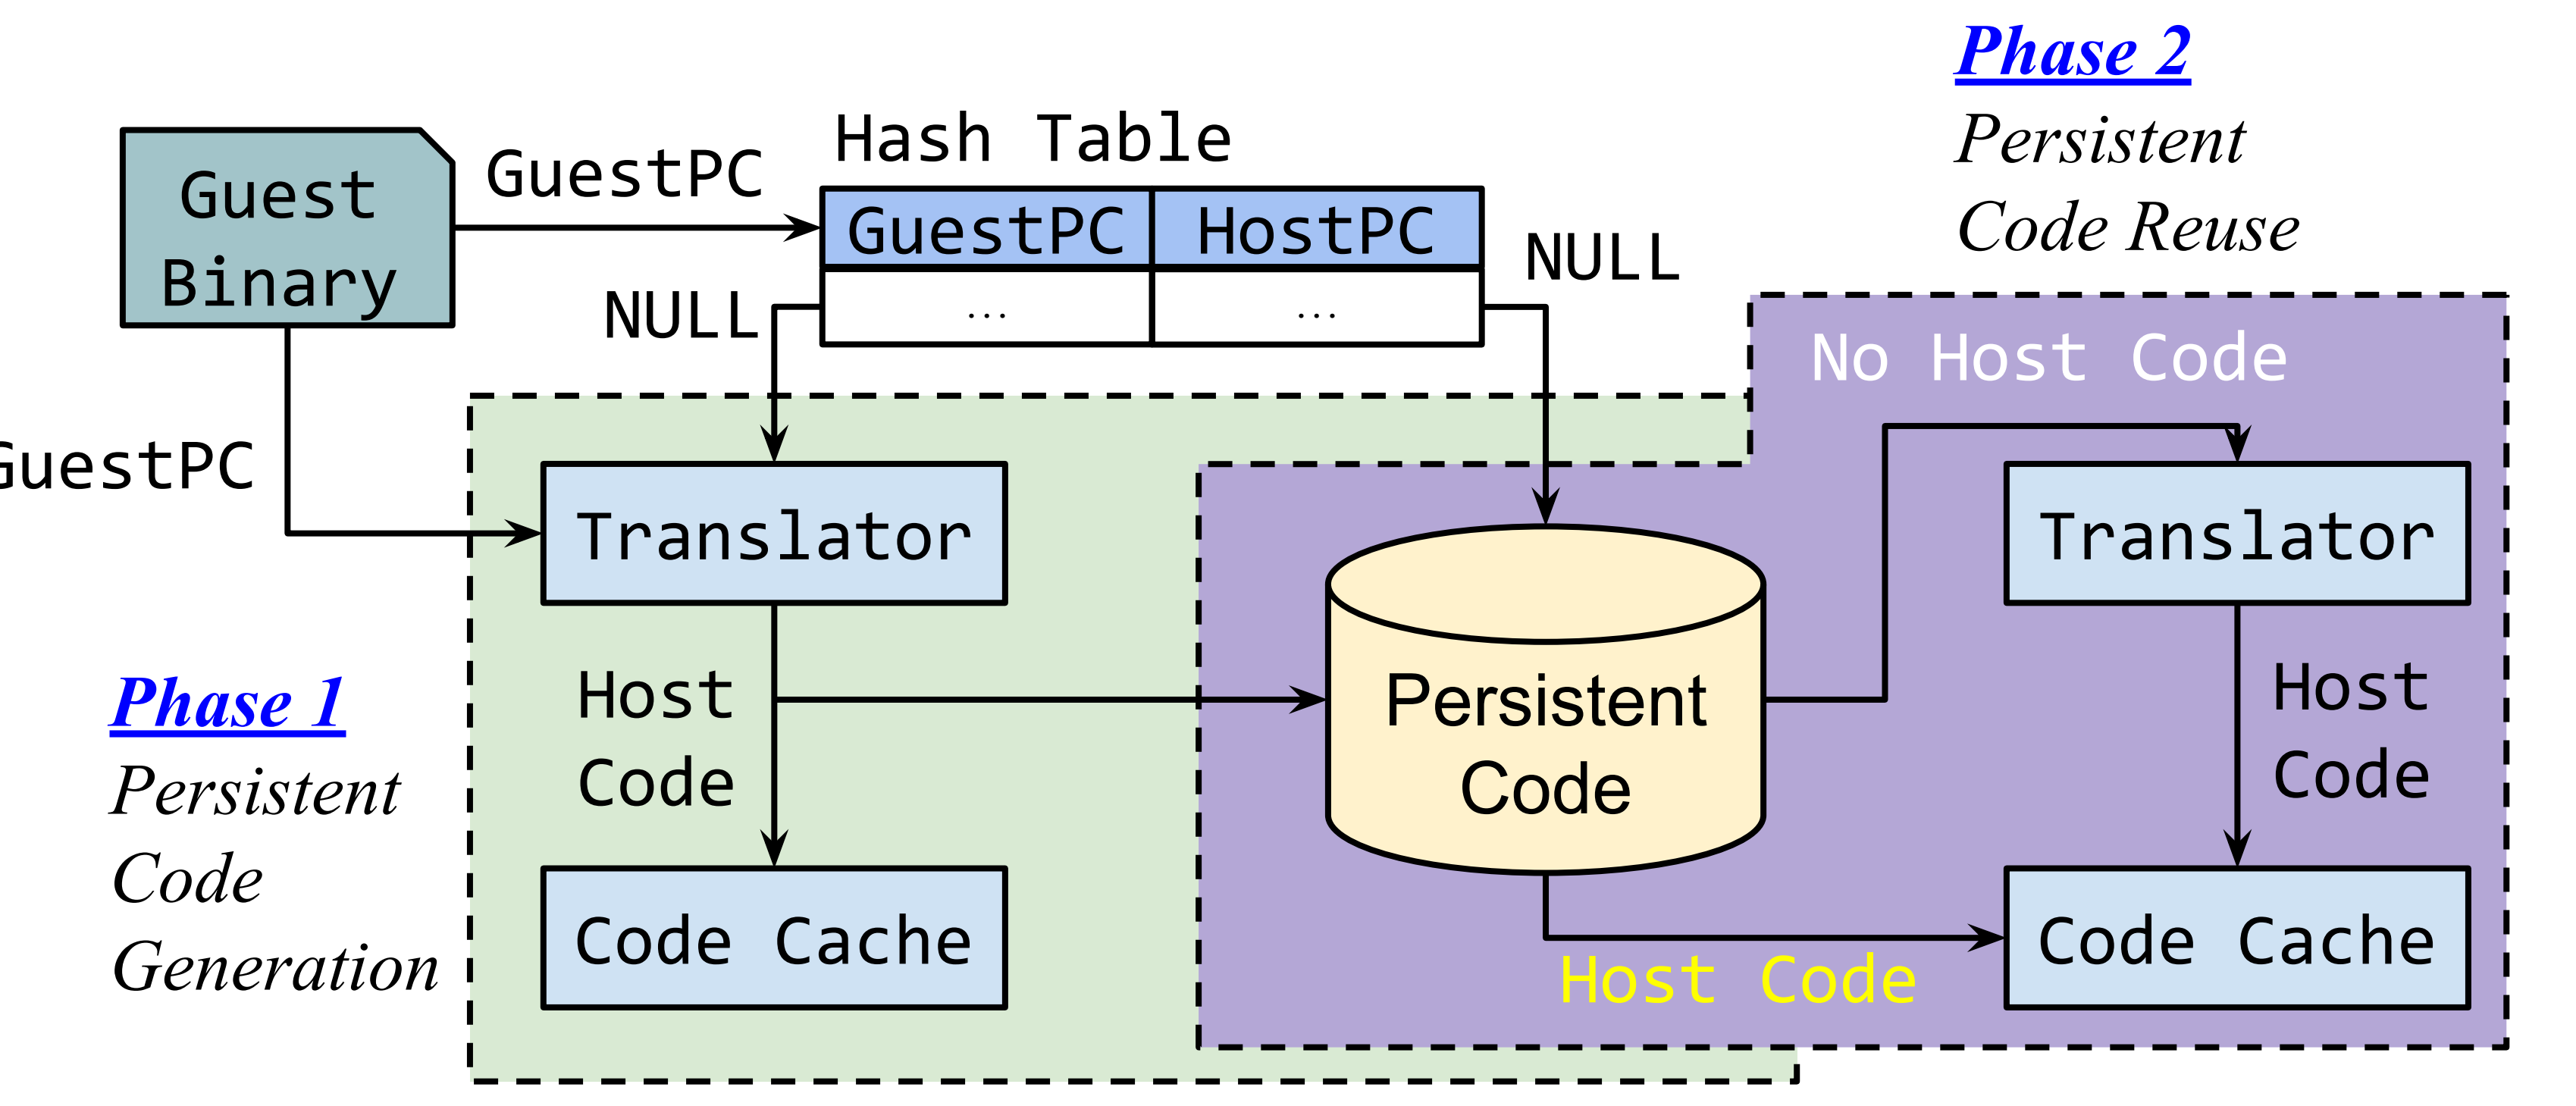 Phase 2
Persistent
Code Reuse
Hash Table
Guest
Binary
GuestPC
GuestPC
HostPC
NULL
NULL
...
...
No Host Code
GuestPC
Translator
Translator
Phase 1
Persistent
Code
Generation
Host
Code
Persistent
Code
Host
Code
Code Cache
Host Code
Code Cache